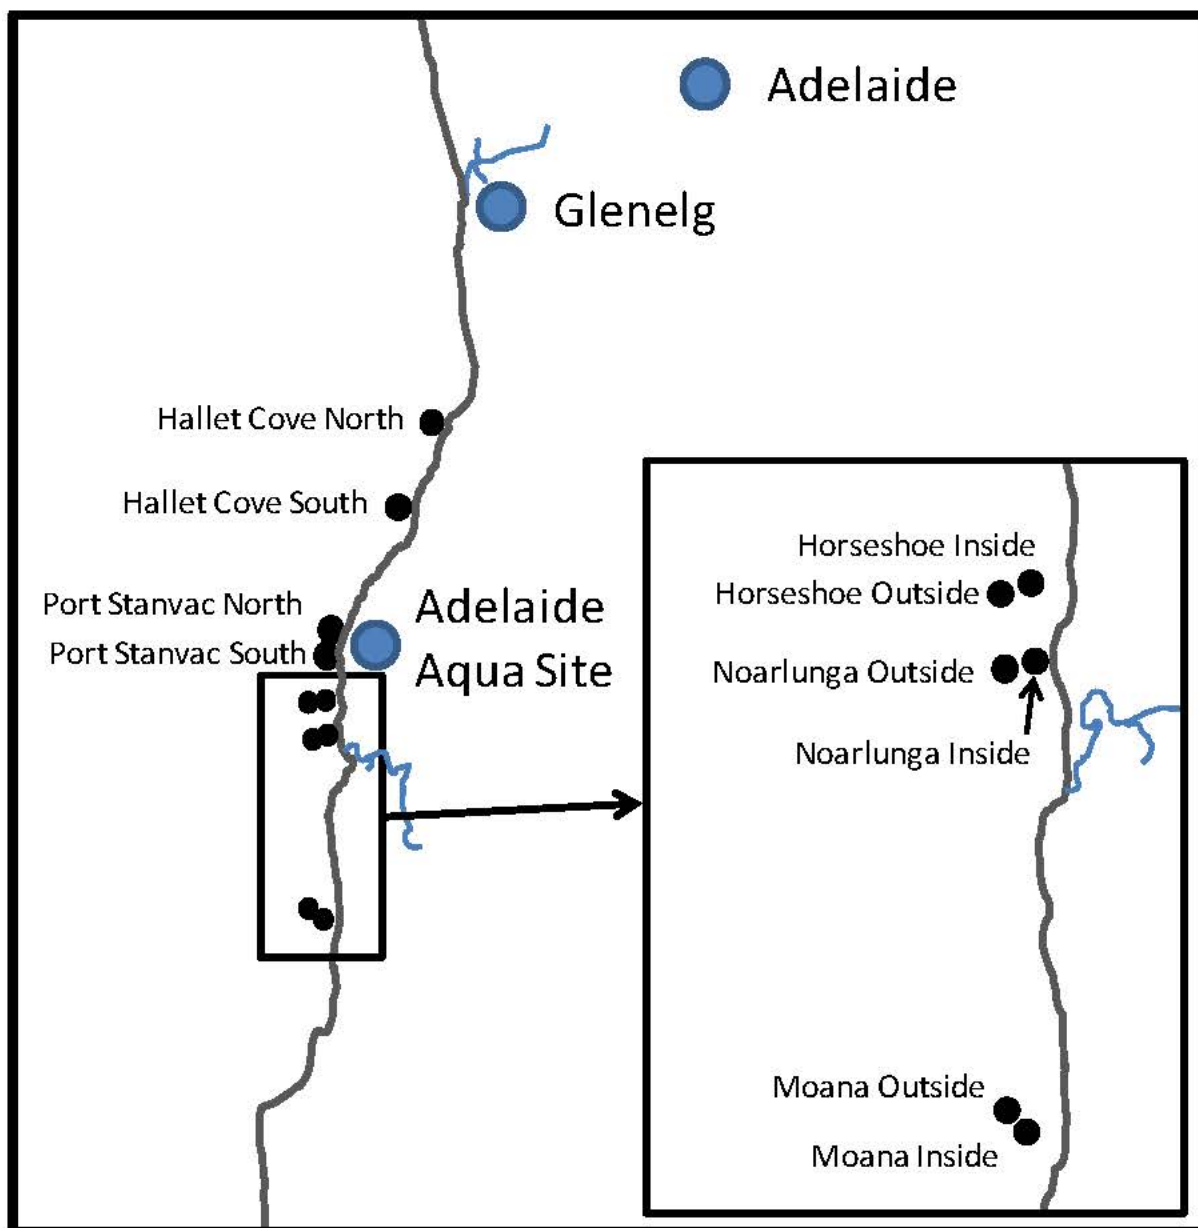 Adelaide
Glenelg
Hallet Cove North
Hallet Cove South
Port Stanvac North
Port Stanvac South
Adelaide
Aqua Site
Horseshoe Inside
Horseshoe Outside
Noarlunga Outside
Noarlunga Inside
Moana Outside
Moana Inside